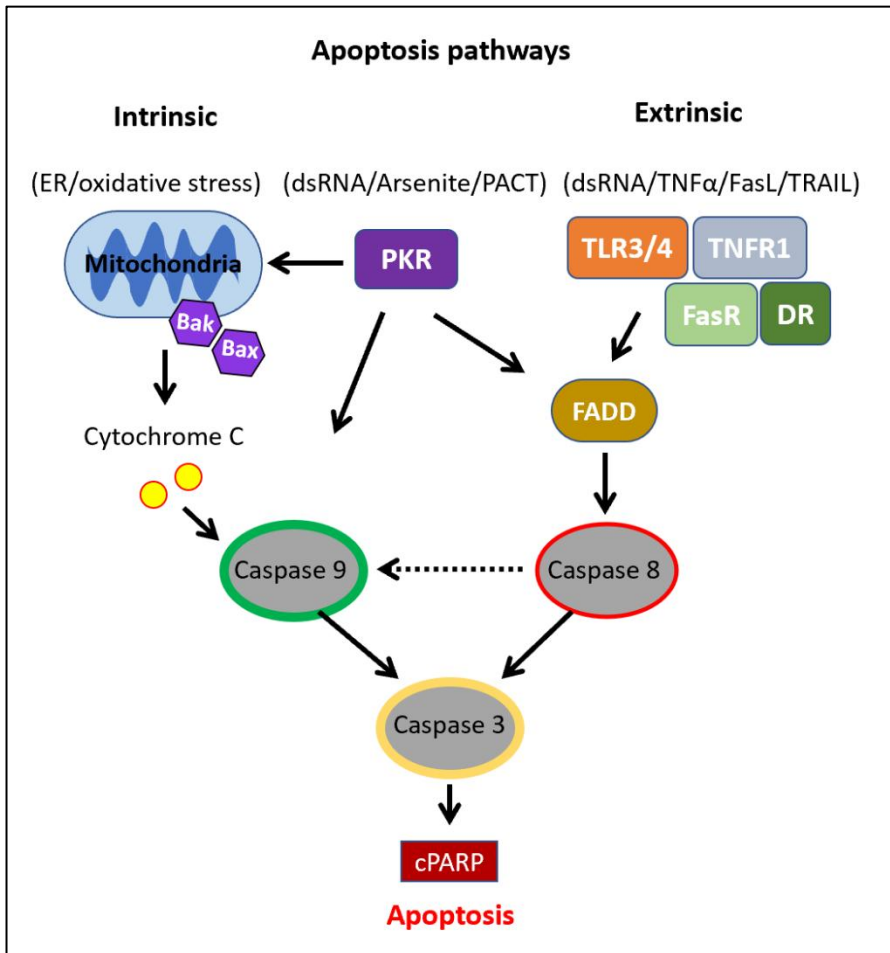 Apoptosis pathways
Intrinsic
Extrinsic
(ER/oxidative stress)
(dsRNA/Arsenite/PACT)
(dsRNA/TNFα/FasL/TRAIL)
Mitochondria
PKR
TLR3/4
TNFR1
FasR
DR
Bak
Bax
FADD
Cytochrome C
Caspase 9
Caspase 8
Caspase 3
cPARP
Apoptosis